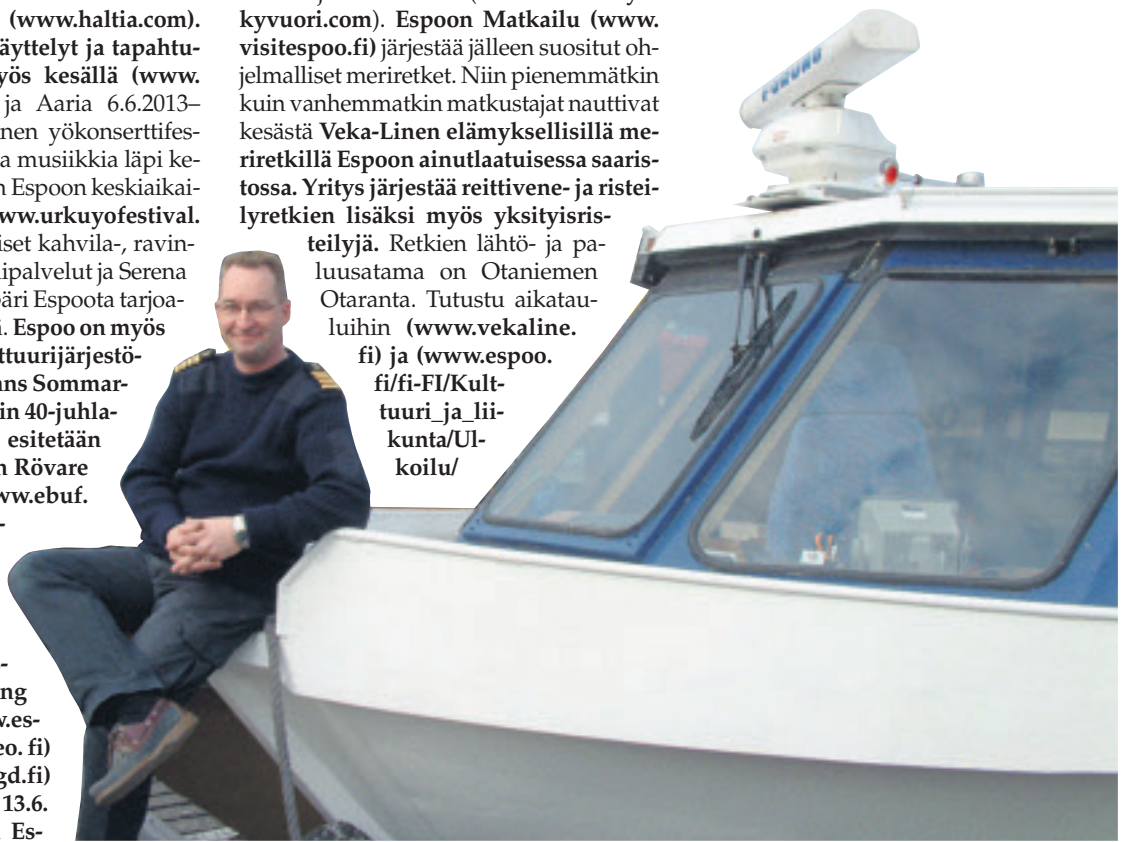 (www.haltia.com).
äyttelyt ja tapahtu-
yös kesällä (www.
ja Aaria 6.6.2013–
nen yökonserttifes-
a musiikkia läpi ke-
n Espoon keskiaikai-
ww.urkuyofestival.
iset kahvila-, ravin-
ipalvelut ja Serena
päri Espoota tarjoa-
i. Espoo on myös
ttuurijärjestö-
ans Sommar-
in 40-juhla-
esitetään
n Rövare
ww.ebuf.
-
-
ng
w.es-
eo. fi)
gd.fi)
13.6.
Es-
kyvuori.com). Espoon Matkailu (www.
visitespoo.fi) järjestää jälleen suositut oh-
jelmalliset meriretket. Niin pienemmätkin
kuin vanhemmatkin matkustajat nauttivat
kesästä Veka-Linen elämyksellisillä me-
riretkillä Espoon ainutlaatuisessa saaris-
tossa. Yritys järjestää reittivene- ja ristei-
lyretkien lisäksi myös yksityisris-
teilyjä. Retkien lähtö- ja pa-
luusatama on Otaniemen
Otaranta. Tutustu aikatau-
luihin (www.vekaline.
fi) ja (www.espoo.
fi/fi-FI/Kult-
tuuri_ja_lii-
kunta/Ul-
koilu/
FURUNO